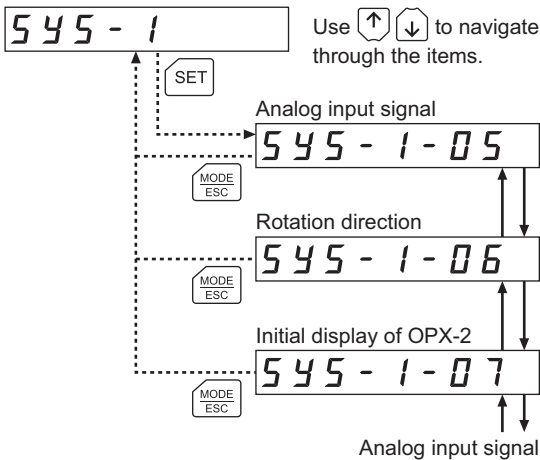 SYS-1
Use ↑ ↓ to navigate
through the items.
SET
Analog input signal
SYS-1-05
MODE
ESC
Rotation direction
SYS-1-06
MODE
ESC
Initial display of OPX-2
SYS-1-07
MODE
ESC
Analog input signal